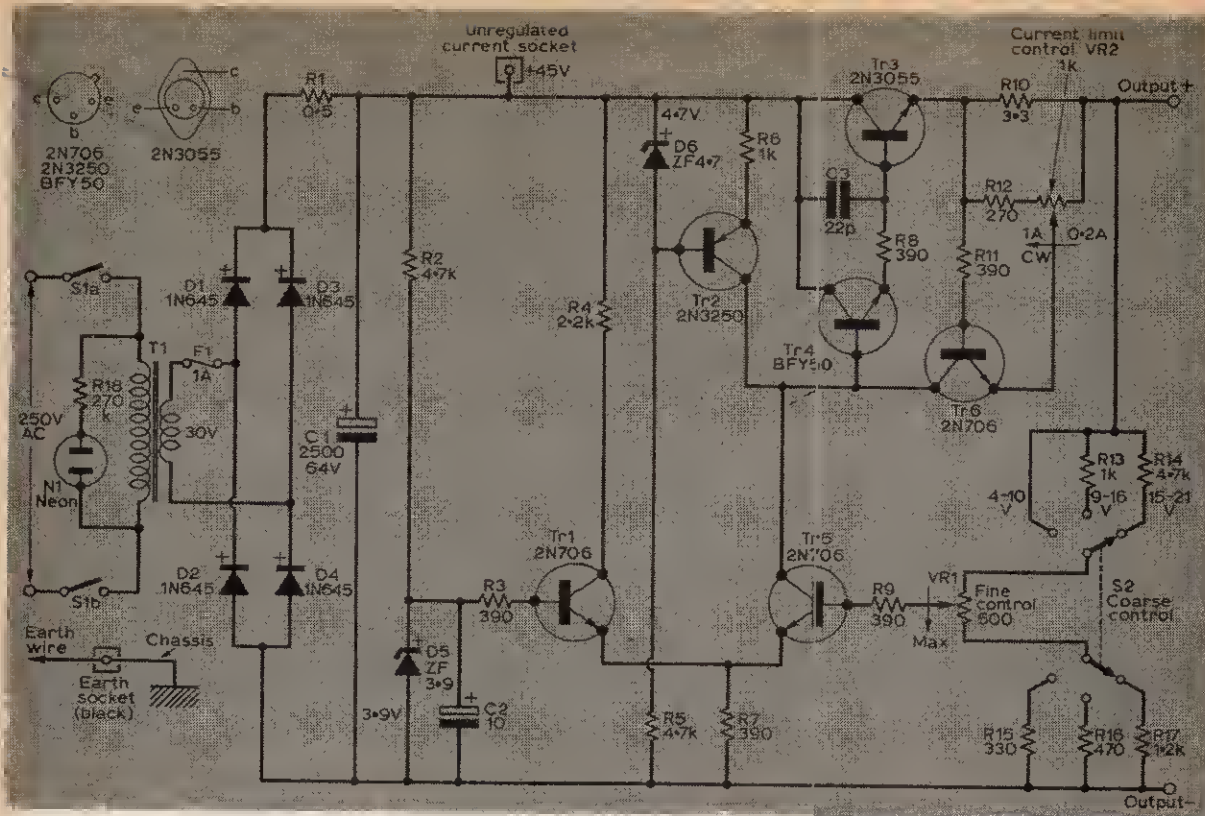 Unregulated
current socket
+45V
Current limit
control VR2
1k
Tr3
2N3055
R1
0·5
R10
3·3
Output+
c
e
b
c
e
b
2N706
2N3250
BFY50
2N3055
4·7V
D6
ZF4·7
R6
1k
C3
22p
R12
270
1A
0·2A
CW
R2
4·7k
R8
390
R11
390
S1a
D1
1N645
D3
1N645
R4
2·2k
Tr2
2N3250
T1
F1
1A
Tr4
BFY50
Tr6
2N706
R18
270
k
250V
AC
30V
C1
2500
64V
N1
Neon
R13
1k
R14
4·7k
4-10
V
9-16
V
15-21
V
Tr1
2N706
Tr5
2N706
D2
1N645
D4
1N645
R3
390
R9
390
VR1
Fine
control
500
S2
Coarse
control
Max
S1b
Earth
wire
Chassis
Earth
socket
(black)
D5
ZF
3·9
3·9V
C2
10
R5
4·7k
R7
390
R15
330
R16
470
R17
1·2k
Output-